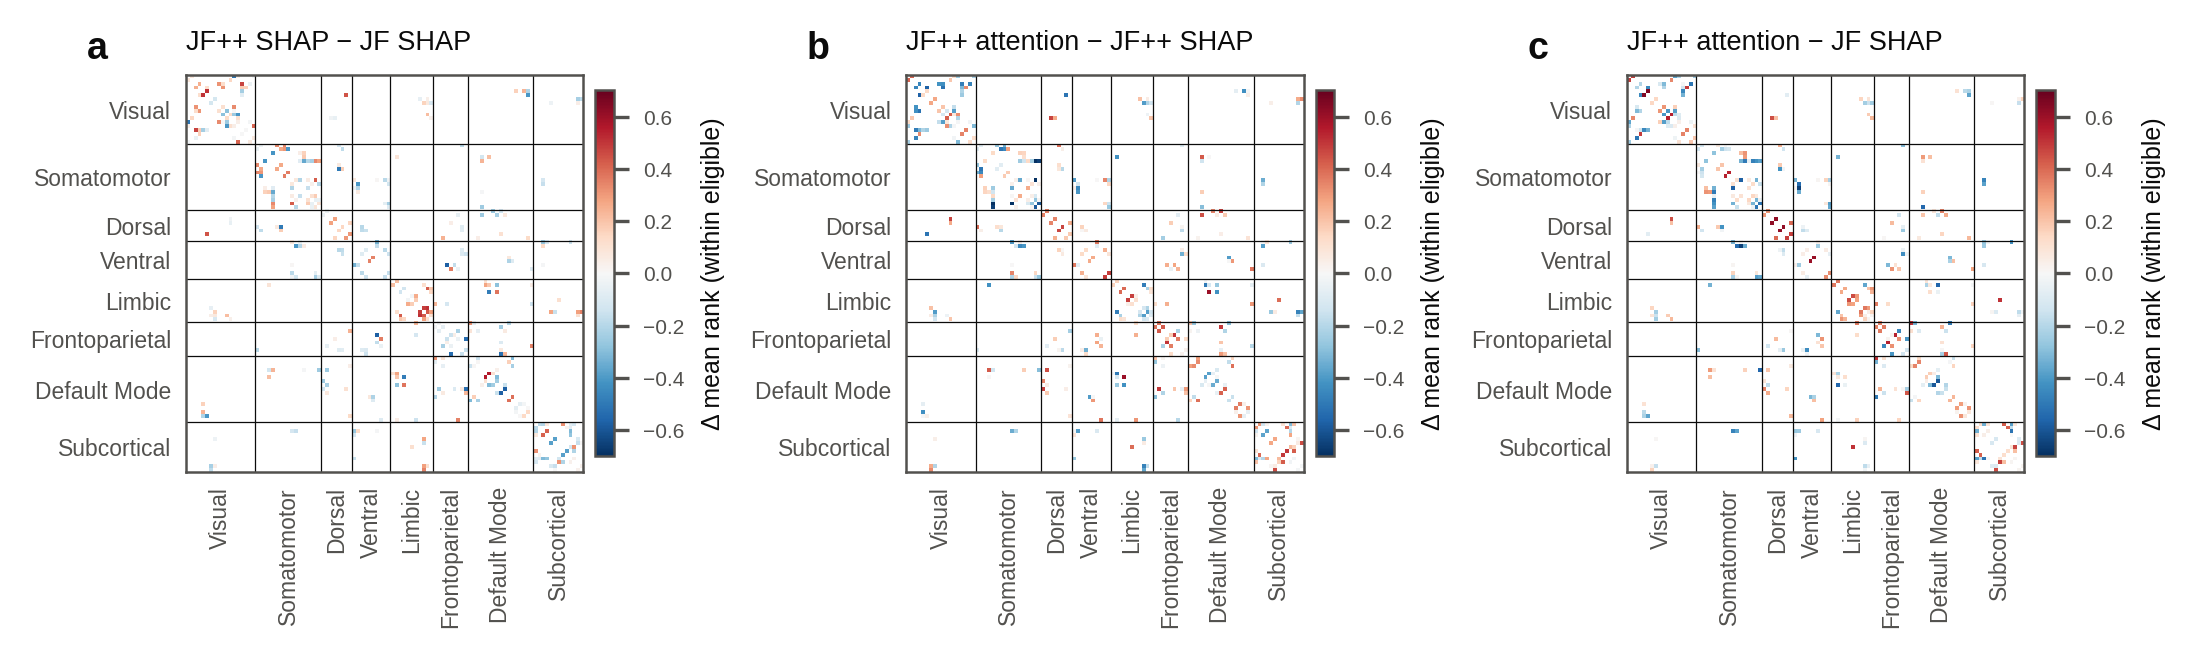 a
JF++ SHAP − JF SHAP
Visual
Somatomotor
Dorsal
Ventral
Limbic
Frontoparietal
Default Mode
Subcortical
Visual
Somatomotor
Dorsal
Ventral
Limbic
Frontoparietal
Default Mode
Subcortical
0.6
0.4
0.2
0.0
−0.2
−0.4
−0.6
Δ mean rank (within eligible)
b
JF++ attention − JF++ SHAP
Visual
Somatomotor
Dorsal
Ventral
Limbic
Frontoparietal
Default Mode
Subcortical
Visual
Somatomotor
Dorsal
Ventral
Limbic
Frontoparietal
Default Mode
Subcortical
0.6
0.4
0.2
0.0
−0.2
−0.4
−0.6
Δ mean rank (within eligible)
c
JF++ attention − JF SHAP
Visual
Somatomotor
Dorsal
Ventral
Limbic
Frontoparietal
Default Mode
Subcortical
Visual
Somatomotor
Dorsal
Ventral
Limbic
Frontoparietal
Default Mode
Subcortical
0.6
0.4
0.2
0.0
−0.2
−0.4
−0.6
Δ mean rank (within eligible)